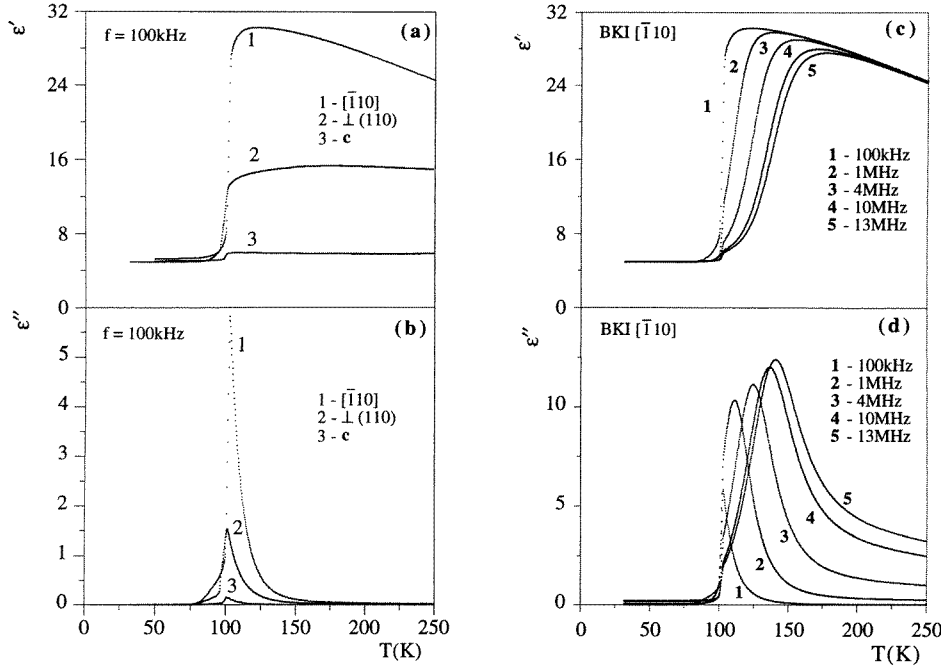 ε'
32
24
16
8
0
f = 100kHz
(a)
1
1 - [1̅10]
2 - ⊥ (110)
3 - c
2
3
ε''
5
4
3
2
1
0
f = 100kHz
(b)
1
1 - [1̅10]
2 - ⊥ (110)
3 - c
2
3
0 50 100 150 200 250
T(K)
ε'
32
24
16
8
0
BKI [1̅10]
(c)
2 3 4 5
1
1 - 100kHz
2 - 1MHz
3 - 4MHz
4 - 10MHz
5 - 13MHz
ε''
10
5
0
BKI [1̅10]
(d)
1 - 100kHz
2 - 1MHz
3 - 4MHz
4 - 10MHz
5 - 13MHz
5
4
3
2
1
0 50 100 150 200 250
T(K)